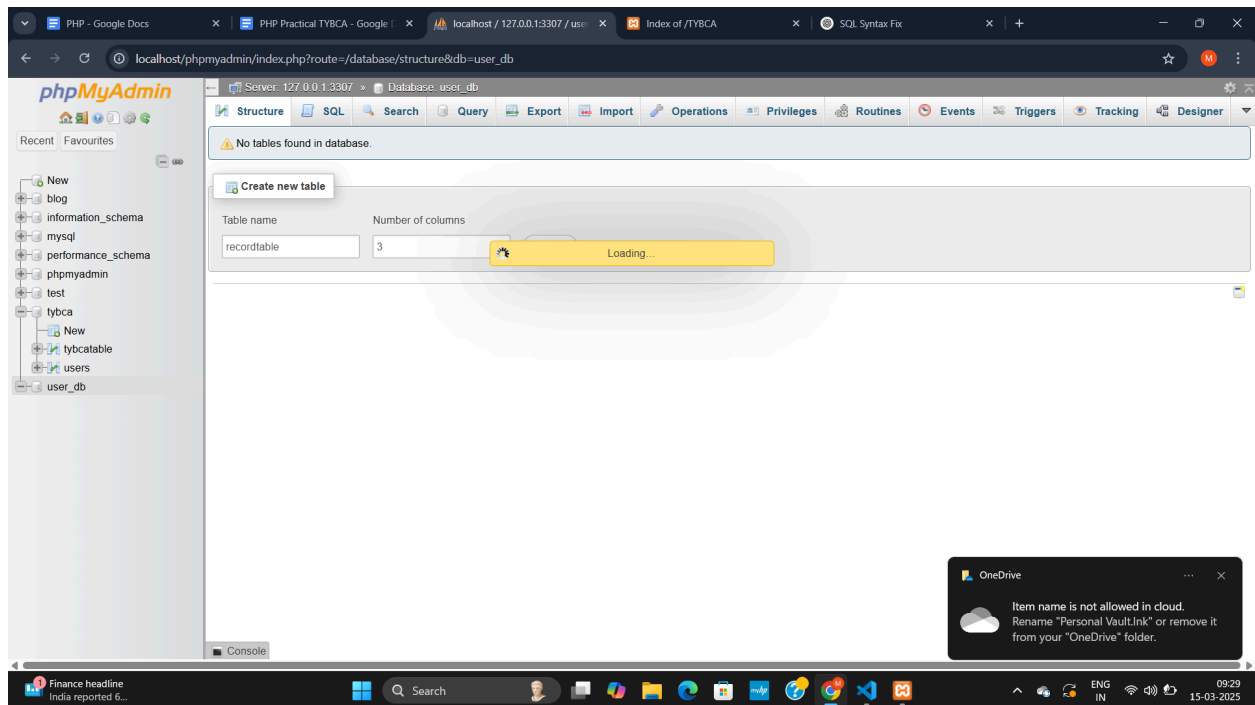 PHP - Google Docs
PHP Practical TYBCA - Google D
localhost / 127.0.0.1:3307 / use
Index of /TYBCA
SQL Syntax Fix
localhost/phpmyadmin/index.php?route=/database/structure&db=user_db
M
phpMyAdmin
Server: 127.0.0.1:3307 » Database: user_db
Structure SQL Search Query Export Import Operations Privileges Routines Events Triggers Tracking Designer
Recent Favourites
No tables found in database.
New
blog
information_schema
mysql
performance_schema
phpmyadmin
test
tybca
New
tybcatable
users
user_db
Create new table
Table name Number of columns
recordtable 3
Loading...
OneDrive
Item name is not allowed in cloud.
Rename "Personal Vault.lnk" or remove it
from your "OneDrive" folder.
Console
1
Finance headline
India reported 6...
Search
ENG
IN
09:29
15-03-2025